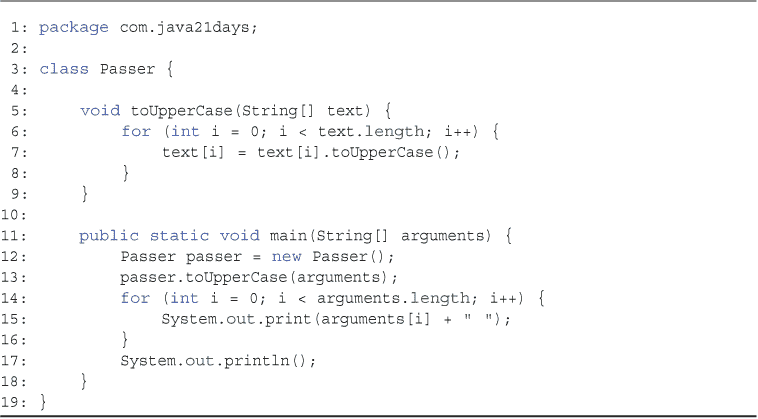 1: package com.java21days;
2:
3: class Passer {
4:
5:     void toUpperCase(String[] text) {
6:         for (int i = 0; i < text.length; i++) {
7:             text[i] = text[i].toUpperCase();
8:         }
9:     }
10:
11:     public static void main(String[] arguments) {
12:         Passer passer = new Passer();
13:         passer.toUpperCase(arguments);
14:         for (int i = 0; i < arguments.length; i++) {
15:             System.out.print(arguments[i] + " ");
16:         }
17:         System.out.println();
18:     }
19: }